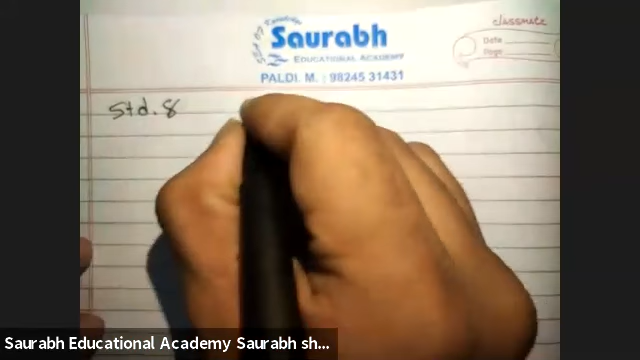 classmate
Saurabh
EDUCATIONAL ACADEMY
Date
Page
PALDI. M. : 98245 31431
Std. 8
Saurabh Educational Academy Saurabh sh...